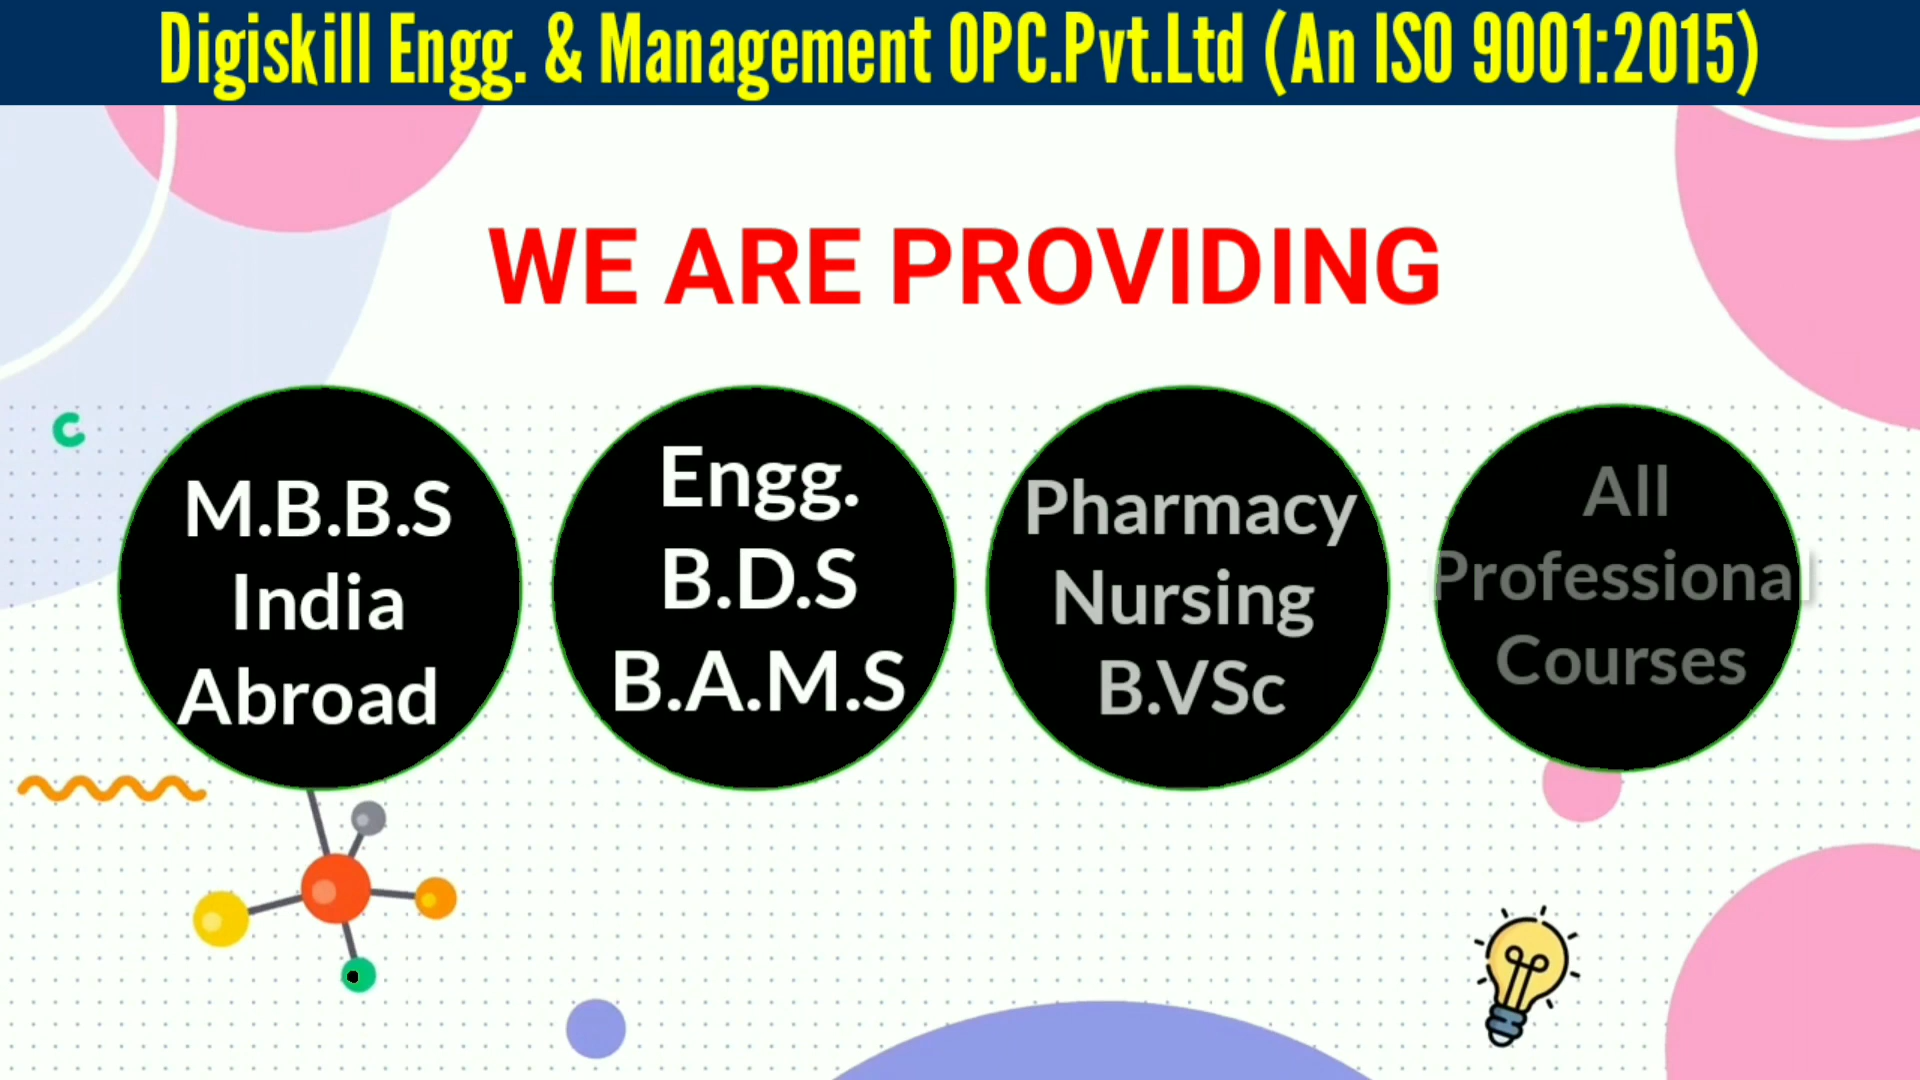 Digiskill Engg. & Management OPC.Pvt.Ltd (An ISO 9001:2015)
WE ARE PROVIDING
M.B.B.S
India
Abroad
Engg.
B.D.S
B.A.M.S
Pharmacy
Nursing
B.VSc
All
Professional
Courses